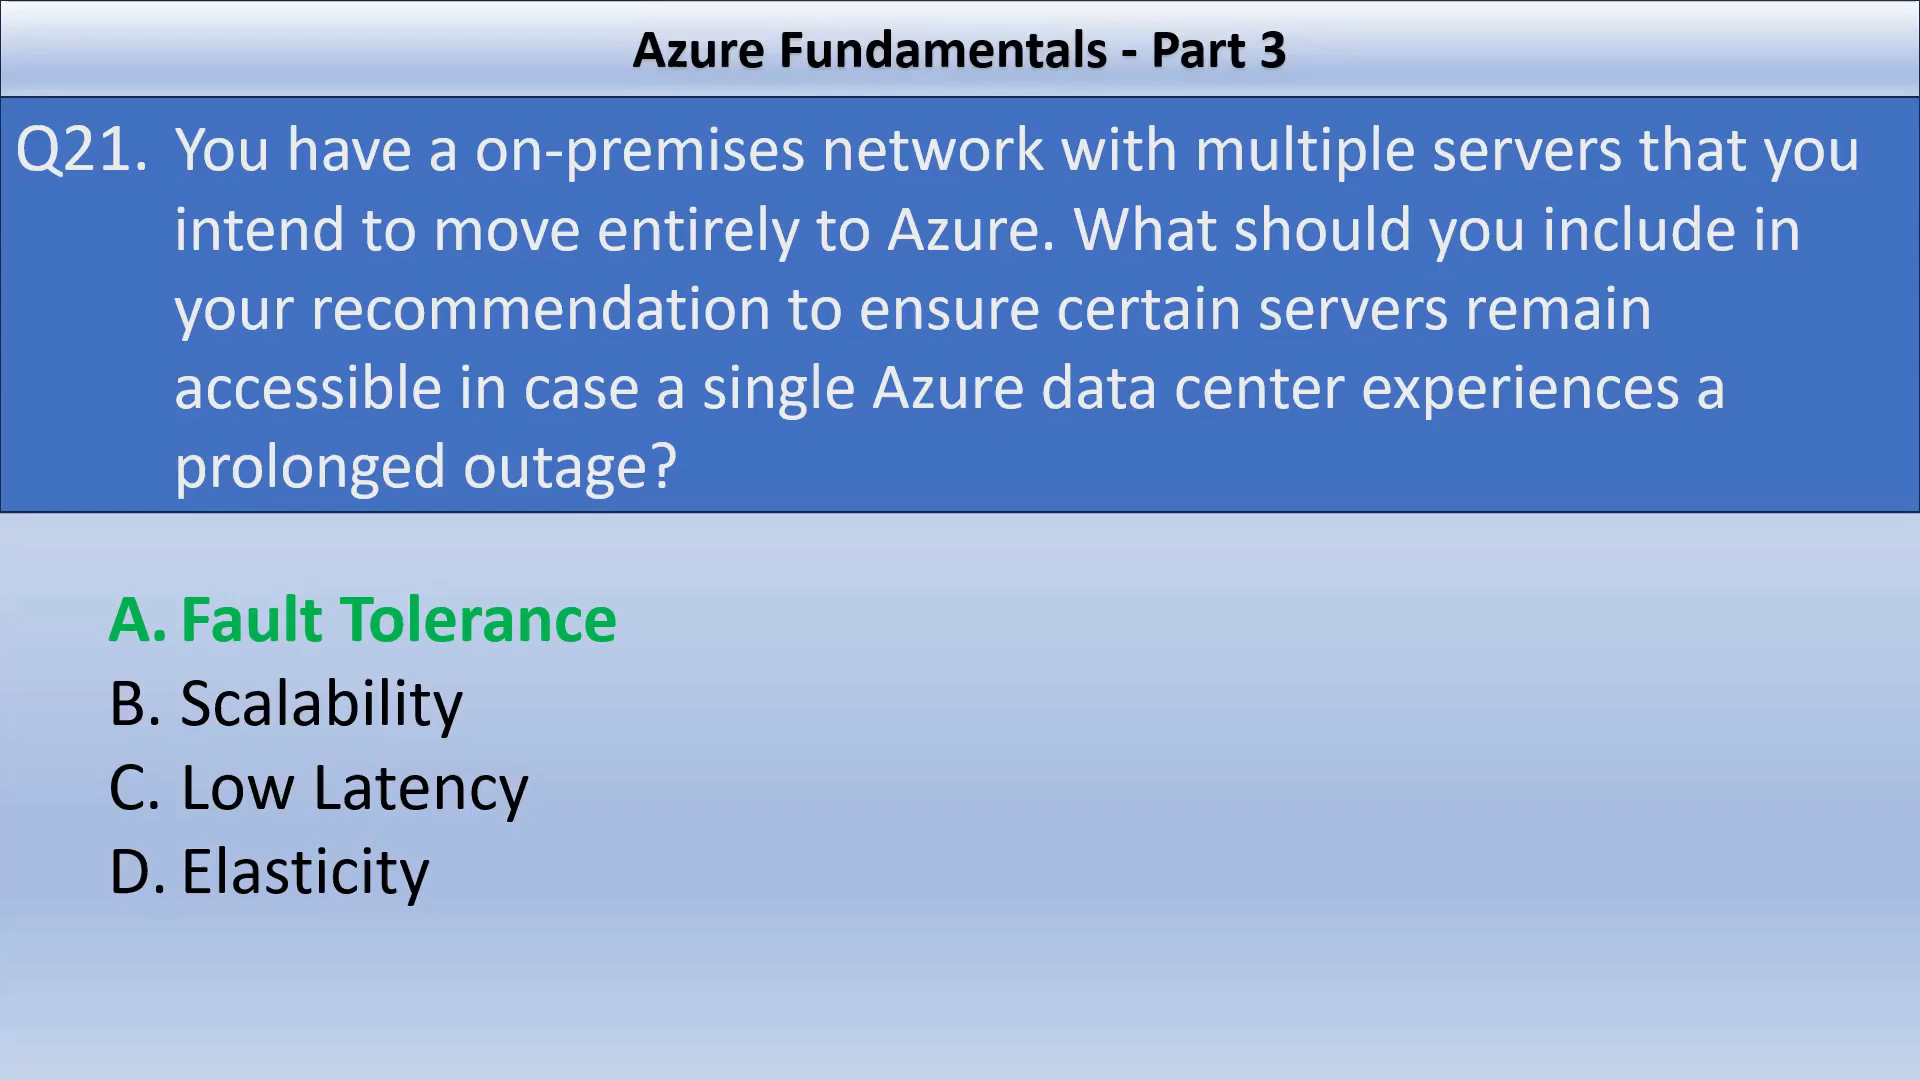 Azure Fundamentals - Part 3
Q21. You have a on-premises network with multiple servers that you
intend to move entirely to Azure. What should you include in
your recommendation to ensure certain servers remain
accessible in case a single Azure data center experiences a
prolonged outage?
A. Fault Tolerance
B. Scalability
C. Low Latency
D. Elasticity